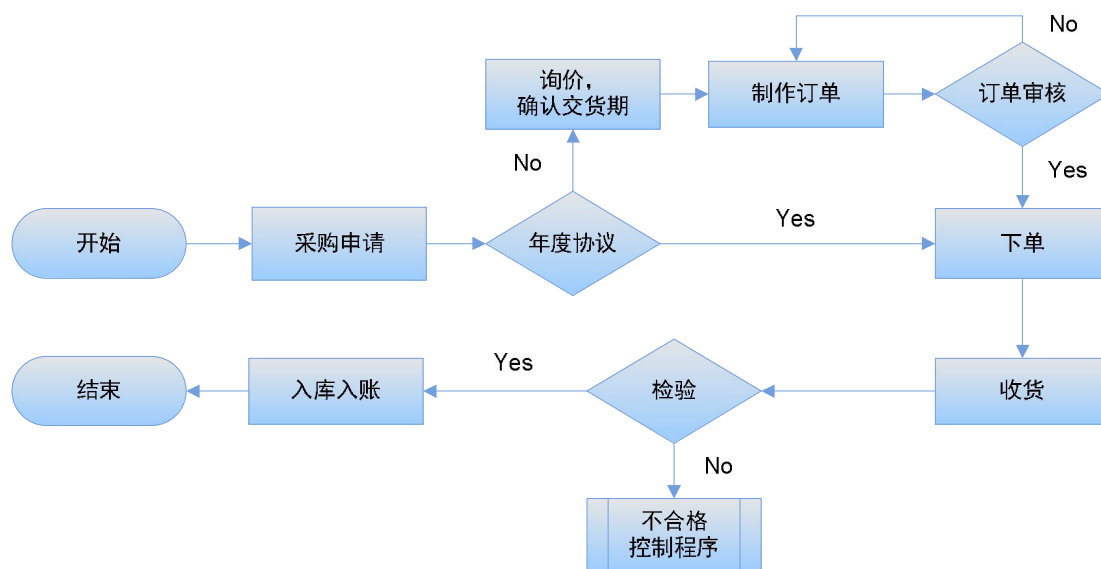 No
询价,
确认交货期
制作订单
订单审核
No
Yes
开始
采购申请
年度协议
Yes
下单
结束
入库入账
Yes
检验
收货
No
不合格
控制程序